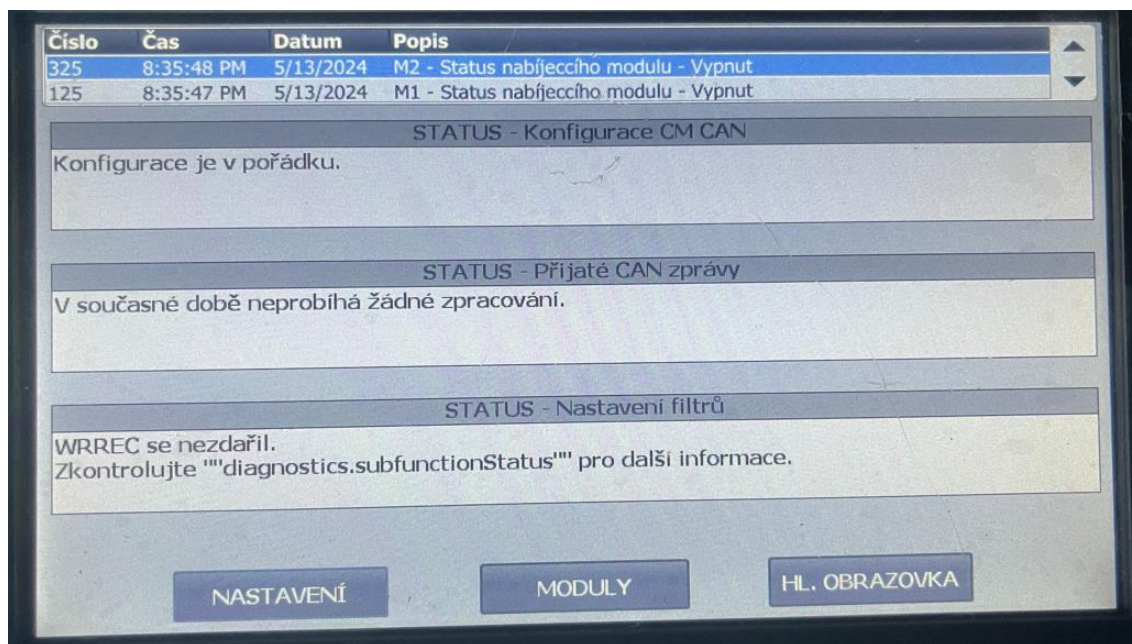 Číslo Čas Datum Popis
325 8:35:48 PM 5/13/2024 M2 - Status nabíjeccího modulu - Vypnut
125 8:35:47 PM 5/13/2024 M1 - Status nabíjeccího modulu - Vypnut
STATUS - Konfigurace CM CAN
Konfigurace je v pořádku.
STATUS - Přijaté CAN zprávy
V současné době neprobíhá žádné zpracování.
STATUS - Nastavení filtrů
WRREC se nezdařil.
Zkontrolujte ""diagnostics.subfunctionStatus"" pro další informace.
NASTAVENÍ MODULY HL. OBRAZOVKA